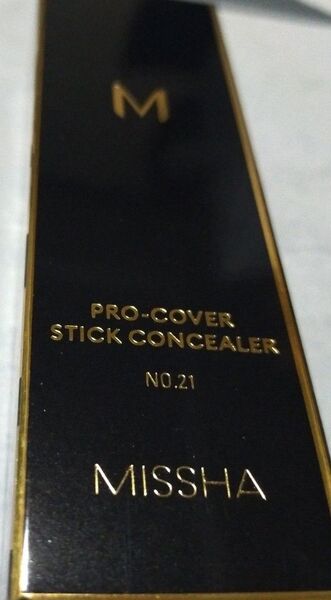 M
PRO-COVER
STICK CONCEALER
NO.21
MISSHA